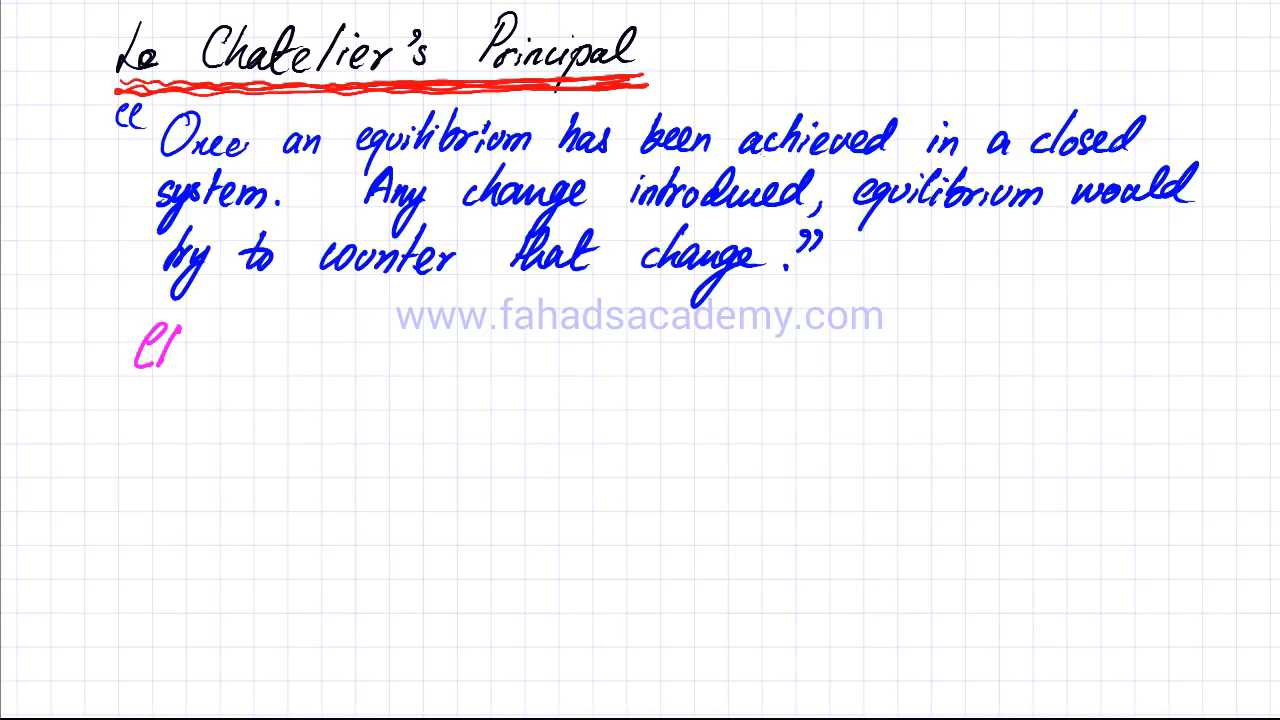 Le Chatelier's Principal
“ Once an equilibrium has been achieved in a closed
system. Any change introduced, equilibrium would
try to counter that change.”
www.fahadsacademy.com